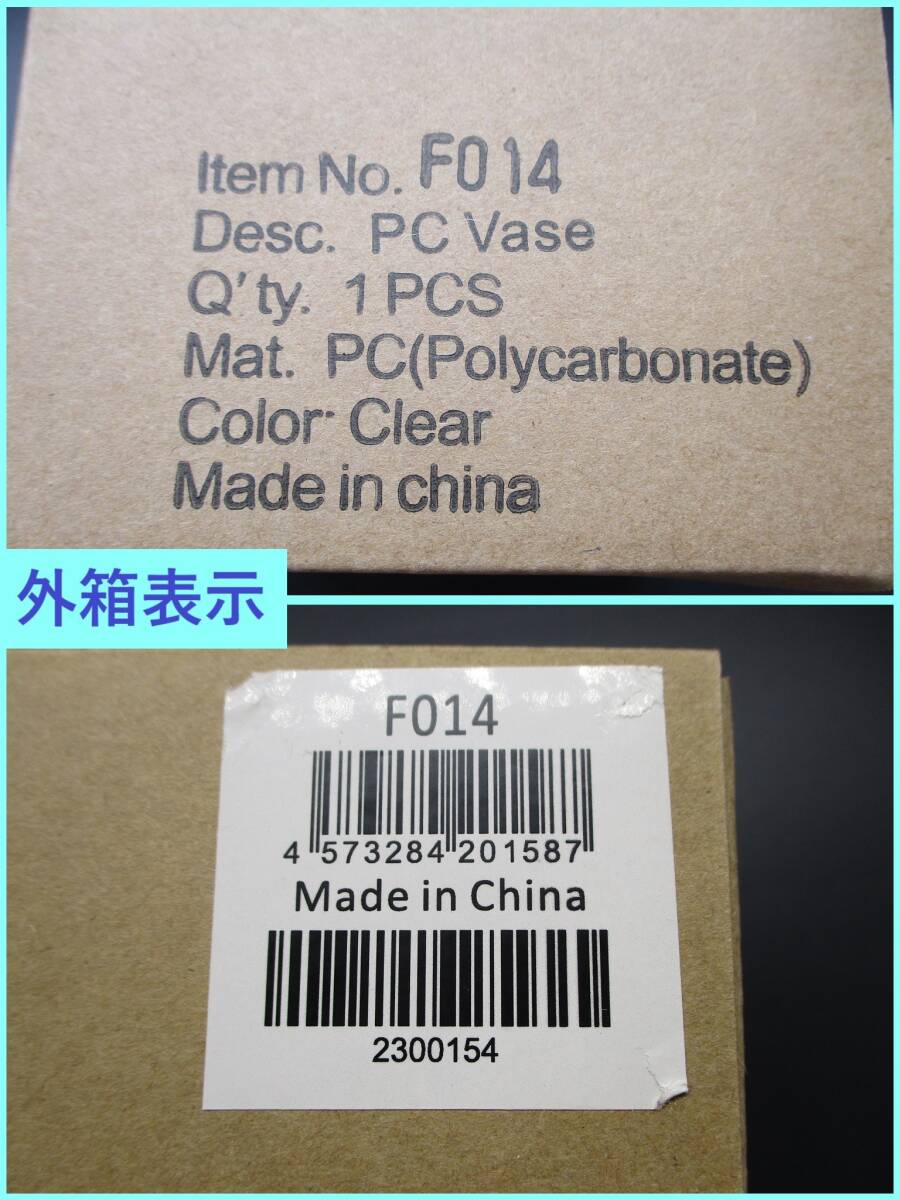 Item No. F014
Desc. PC Vase
Q'ty. 1 PCS
Mat. PC(Polycarbonate)
Color: Clear
Made in china
外箱表示
F014
4 573284 201587
Made in China
2300154